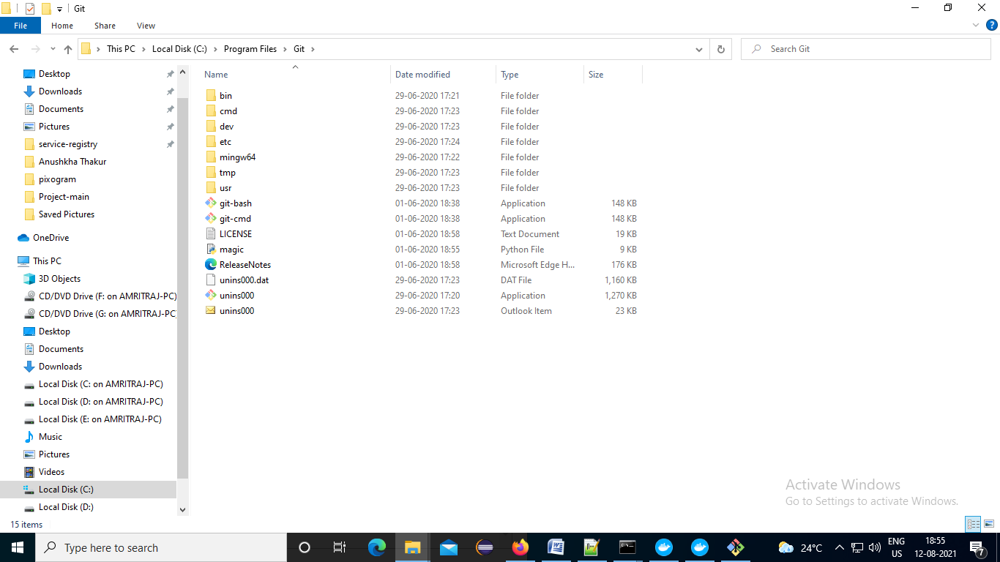 Git
File Home Share View
This PC Local Disk (C:) Program Files Git
Search Git
Desktop
Downloads
Documents
Pictures
service-registry
Anushkha Thakur
pixogram
Project-main
Saved Pictures
OneDrive
This PC
3D Objects
CD/DVD Drive (F: on AMRITRAJ-PC)
CD/DVD Drive (G: on AMRITRAJ-PC
Desktop
Documents
Downloads
Local Disk (C: on AMRITRAJ-PC)
Local Disk (D: on AMRITRAJ-PC)
Local Disk (E: on AMRITRAJ-PC)
Music
Pictures
Videos
Local Disk (C:)
Local Disk (D:)
Name Date modified Type Size
bin 29-06-2020 17:21 File folder
cmd 29-06-2020 17:23 File folder
dev 29-06-2020 17:23 File folder
etc 29-06-2020 17:24 File folder
mingw64 29-06-2020 17:22 File folder
tmp 29-06-2020 17:23 File folder
usr 29-06-2020 17:23 File folder
git-bash 01-06-2020 18:38 Application 148 KB
git-cmd 01-06-2020 18:38 Application 148 KB
LICENSE 01-06-2020 18:58 Text Document 19 KB
magic 01-06-2020 18:55 Python File 9 KB
ReleaseNotes 01-06-2020 18:58 Microsoft Edge H... 176 KB
unins000.dat 29-06-2020 17:23 DAT File 1,160 KB
unins000 29-06-2020 17:20 Application 1,270 KB
unins000 29-06-2020 17:23 Outlook Item 23 KB
Activate Windows
Go to Settings to activate Windows.
15 items
Type here to search
24°C
ENG
US
18:55
12-08-2021
7